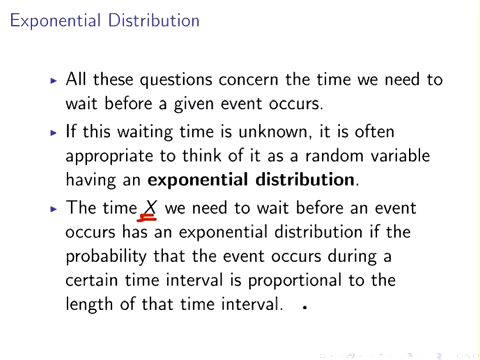 Exponential Distribution
▶ All these questions concern the time we need to
wait before a given event occurs.
▶ If this waiting time is unknown, it is often
appropriate to think of it as a random variable
having an exponential distribution.
▶ The time X we need to wait before an event
occurs has an exponential distribution if the
probability that the event occurs during a
certain time interval is proportional to the
length of that time interval.